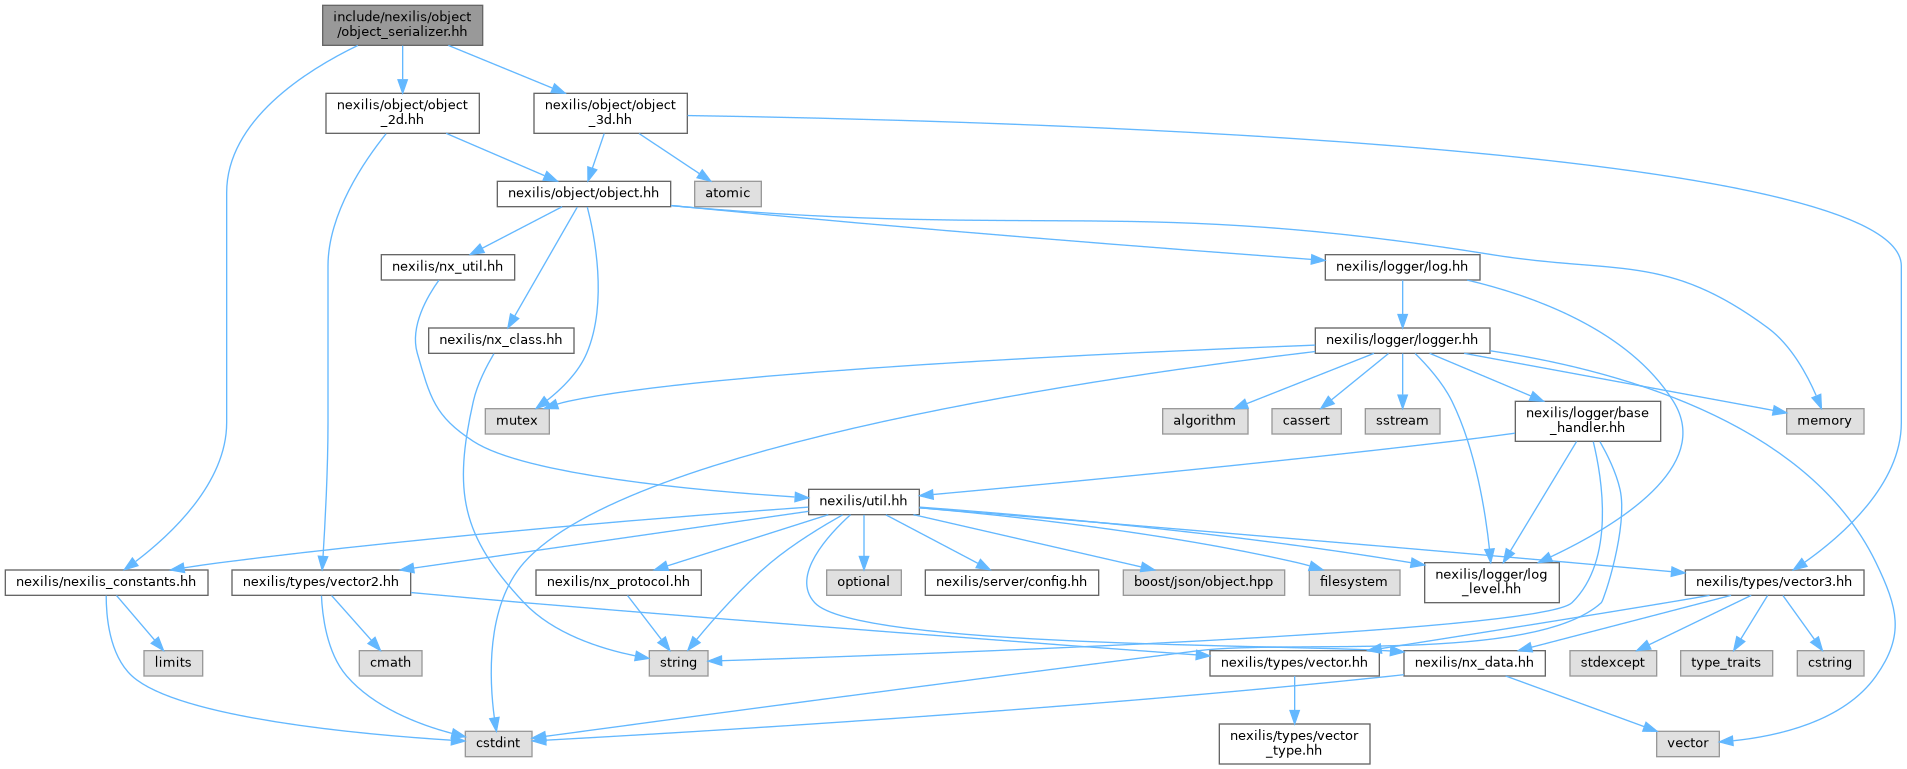 include/nexilis/object
/object_serializer.hh
nexilis/object/object
_2d.hh
nexilis/object/object
_3d.hh
nexilis/object/object.hh
atomic
nexilis/nx_util.hh
nexilis/logger/log.hh
nexilis/nx_class.hh
nexilis/logger/logger.hh
mutex
algorithm
cassert
sstream
nexilis/logger/base
_handler.hh
memory
nexilis/util.hh
nexilis/nexilis_constants.hh
nexilis/types/vector2.hh
nexilis/nx_protocol.hh
optional
nexilis/server/config.hh
boost/json/object.hpp
filesystem
nexilis/logger/log
_level.hh
nexilis/types/vector3.hh
limits
cmath
string
nexilis/types/vector.hh
nexilis/nx_data.hh
stdexcept
type_traits
cstring
cstdint
nexilis/types/vector
_type.hh
vector